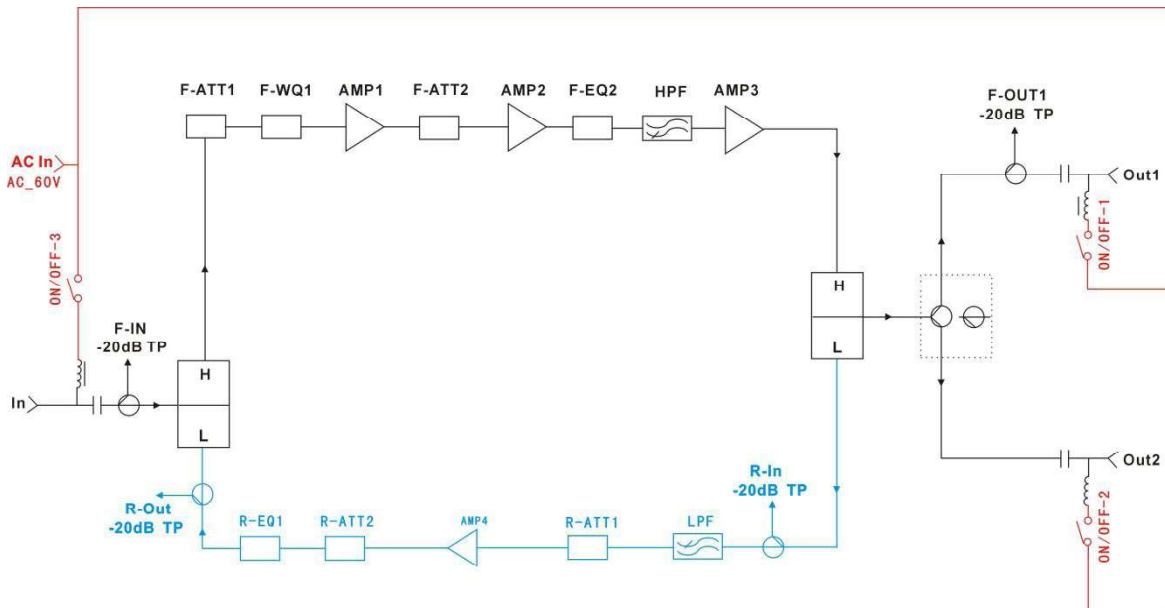 F-ATT1
F-WQ1
AMP1
F-ATT2
AMP2
F-EQ2
HPF
AMP3
F-OUT1
-20dB TP
AC In
AC_60V
Out1
ON/OFF-1
ON/OFF-3
H
L
F-IN
-20dB TP
In
H
L
Out2
ON/OFF-2
R-In
-20dB TP
R-Out
-20dB TP
R-EQ1
R-ATT2
AMP4
R-ATT1
LPF